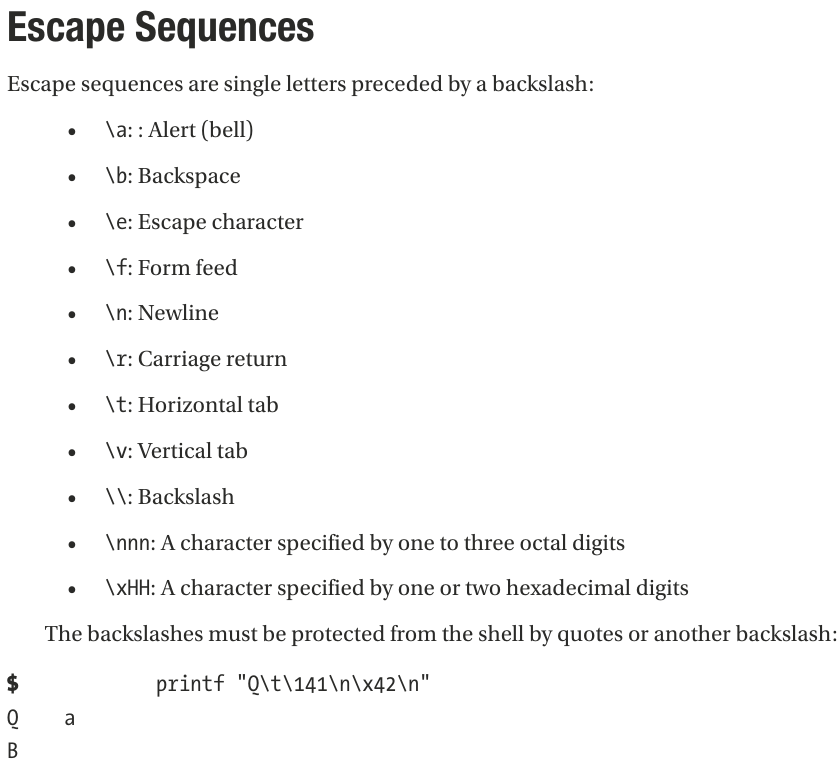 Escape Sequences
Escape sequences are single letters preceded by a backslash:
• \a: : Alert (bell)
• \b: Backspace
• \e: Escape character
• \f: Form feed
• \n: Newline
• \r: Carriage return
• \t: Horizontal tab
• \v: Vertical tab
• \\: Backslash
• \nnn: A character specified by one to three octal digits
• \xHH: A character specified by one or two hexadecimal digits
The backslashes must be protected from the shell by quotes or another backslash:
$ printf "Q\t\141\n\x42\n"
Q a
B